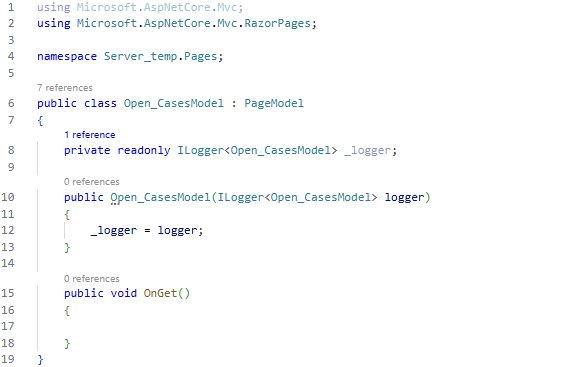 1 using Microsoft.AspNetCore.Mvc;
2 using Microsoft.AspNetCore.Mvc.RazorPages;
3
4 namespace Server_temp.Pages;
5
7 references
6 public class Open_CasesModel : PageModel
7 {
1 reference
8 private readonly ILogger<Open_CasesModel> _logger;
9
0 references
10 public Open_CasesModel(ILogger<Open_CasesModel> logger)
11 {
12 _logger = logger;
13 }
14
0 references
15 public void OnGet()
16 {
17
18 }
19 }